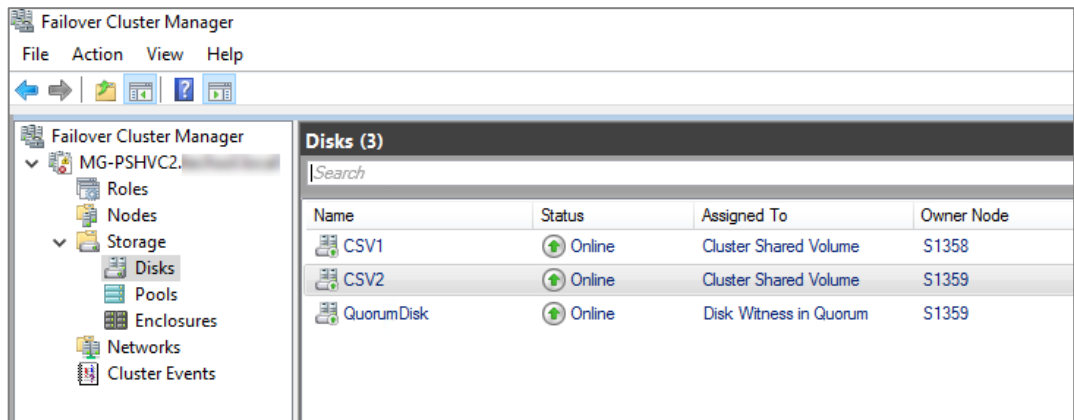 Failover Cluster Manager
File Action View Help
Failover Cluster Manager
MG-PSHVC2.
Roles
Nodes
Storage
Disks
Pools
Enclosures
Networks
Cluster Events
Disks (3)
Search
Name Status Assigned To Owner Node
CSV1 Online Cluster Shared Volume S1358
CSV2 Online Cluster Shared Volume S1359
QuorumDisk Online Disk Witness in Quorum S1359